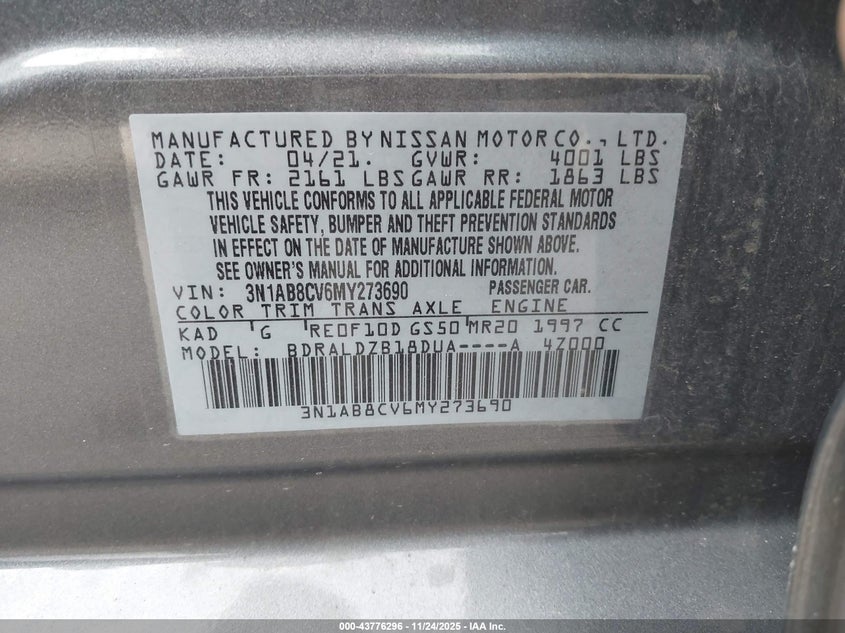 MANUFACTURED BY NISSAN MOTOR CO., LTD.
DATE: 04/21. GVWR: 4001 LBS
GAWR FR: 2161 LBS GAWR RR: 1863 LBS
THIS VEHICLE CONFORMS TO ALL APPLICABLE FEDERAL MOTOR
VEHICLE SAFETY, BUMPER AND THEFT PREVENTION STANDARDS
IN EFFECT ON THE DATE OF MANUFACTURE SHOWN ABOVE.
SEE OWNER'S MANUAL FOR ADDITIONAL INFORMATION.
VIN: 3N1AB8CV6MY273690 PASSENGER CAR.
COLOR TRIM TRANS AXLE ENGINE
KAD G RE0F10D GS50 MR20 1997 CC
MODEL: BDRALDZB18DUA----A 4Z000
3N1AB8CV6MY273690
000-43776296 - 11/24/2025 - IAA Inc.